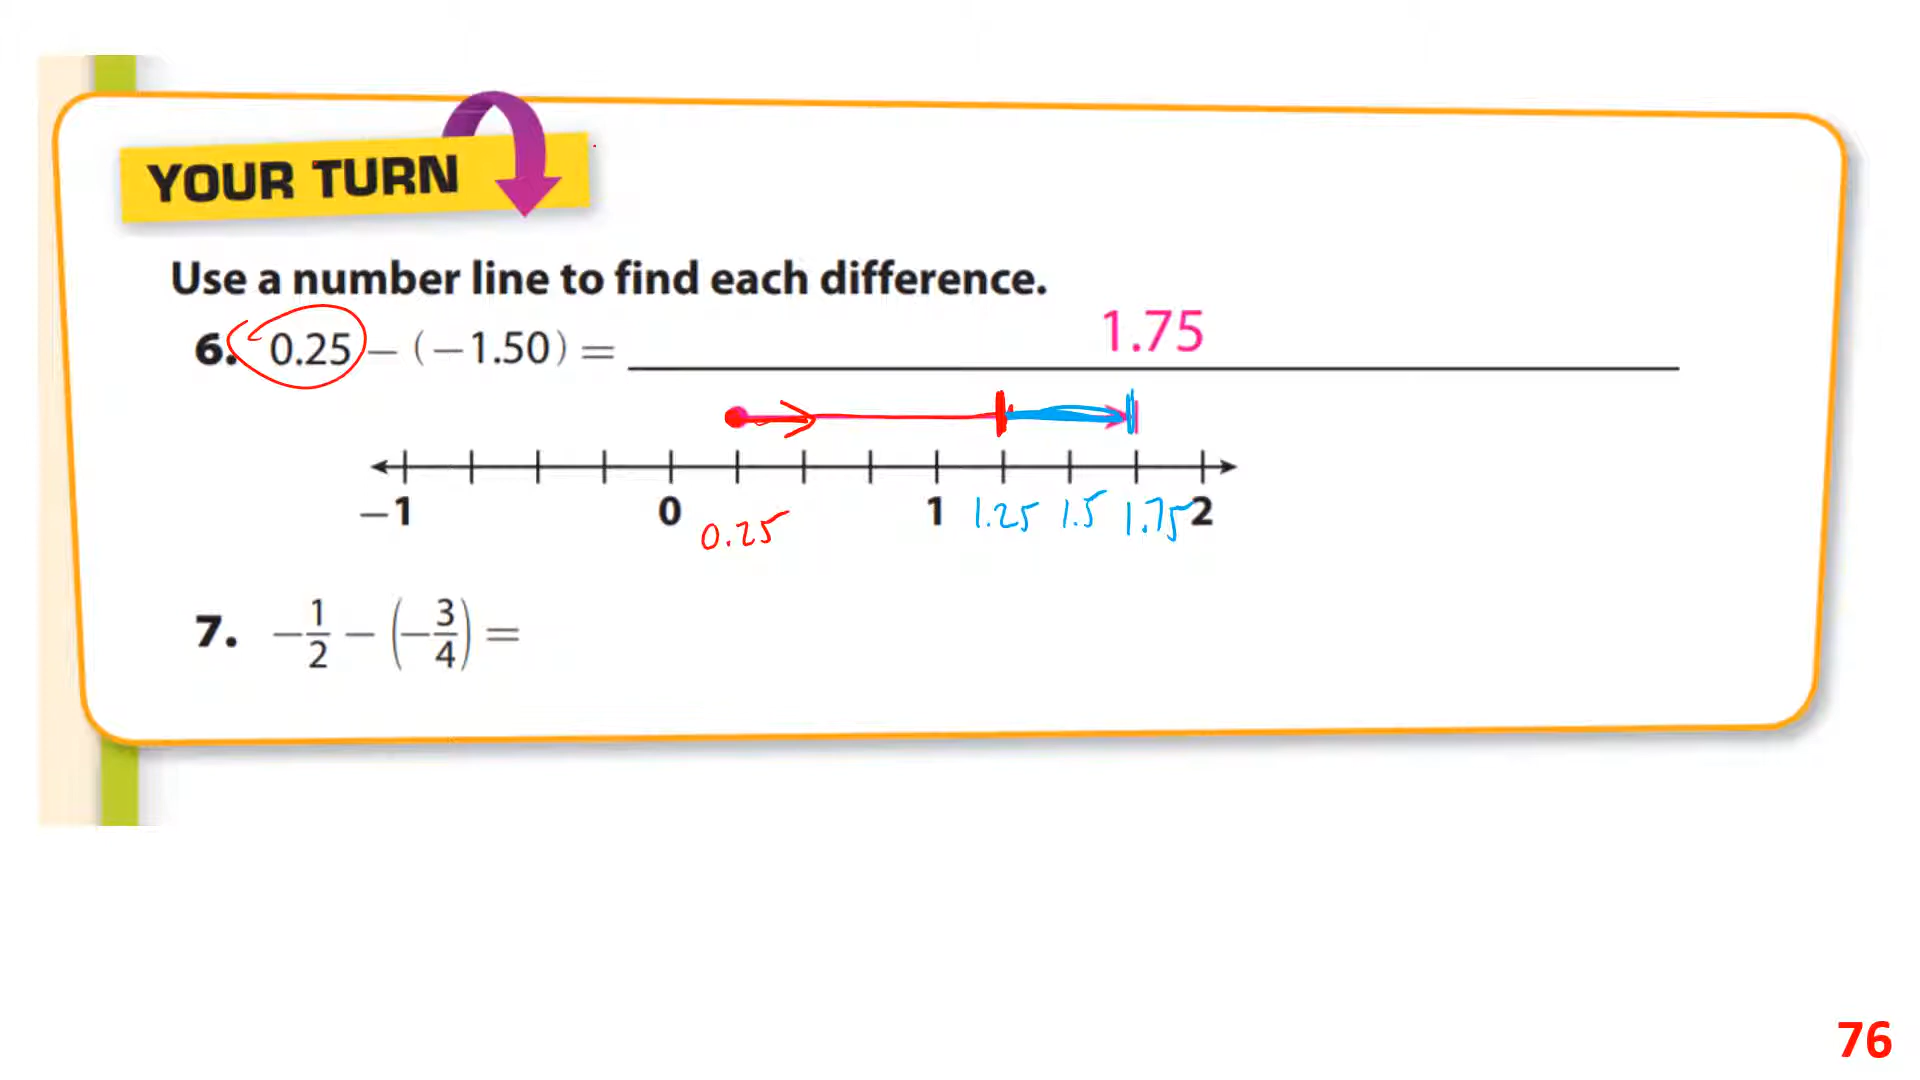 YOUR TURN
Use a number line to find each difference.
6. 0.25 − (−1.50) = 1.75
−1 0 1 2
0.25 1.25 1.5 1.75
7. −1/2 − (−3/4) =
76